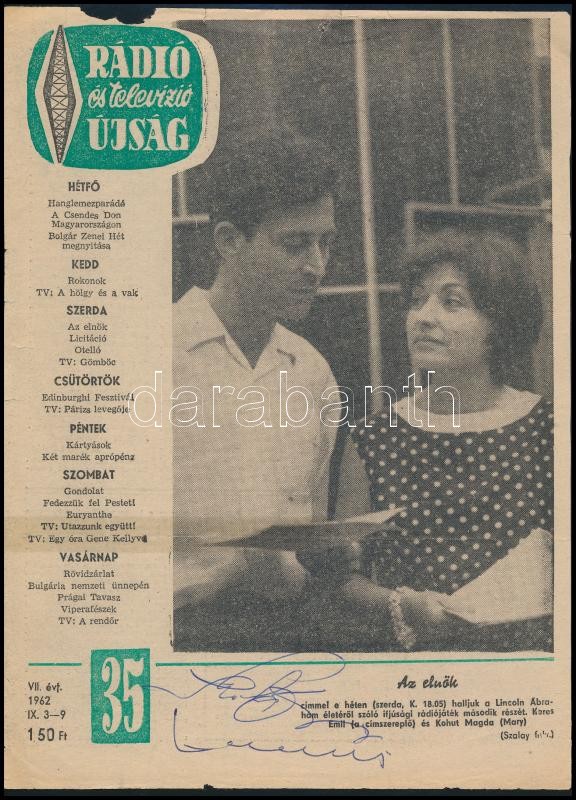 RÁDIÓ
és televízió
ÚJSÁG
HÉTFŐ
Hanglemezparádé
A Csendes Don
Magyarországon
Bolgár Zenei Hét
megnyitása
KEDD
Rokonok
TV: A hölgy és a vak
SZERDA
Az elnök
Licitáció
Otelló
TV: Gömböc
CSÜTÖRTÖK
Edinburghi Fesztivál
TV: Párizs levegője
PÉNTEK
Kártyások
Két marék aprópénz
SZOMBAT
Gondolat
Fedezzük fel Pestet!
Euryanthe
TV: Utazzunk együtt!
TV: Egy óra Gene Kellyvel
VASÁRNAP
Rövidzárlat
Bulgária nemzeti ünnepén
Prágai Tavasz
Viperafészek
TV: A rendőr
darabanth.com
VII. évf.
1962
IX. 3—9
1 50 Ft
35
Az elnök
címmel e héten (szerda, K. 18.05) halljuk a Lincoln Ábra-
hám életéről szóló ifjúsági rádiójáték második részét. Keres
Emil (a címszereplő) és Kohut Magda (Mary)
(Szalay felv.)